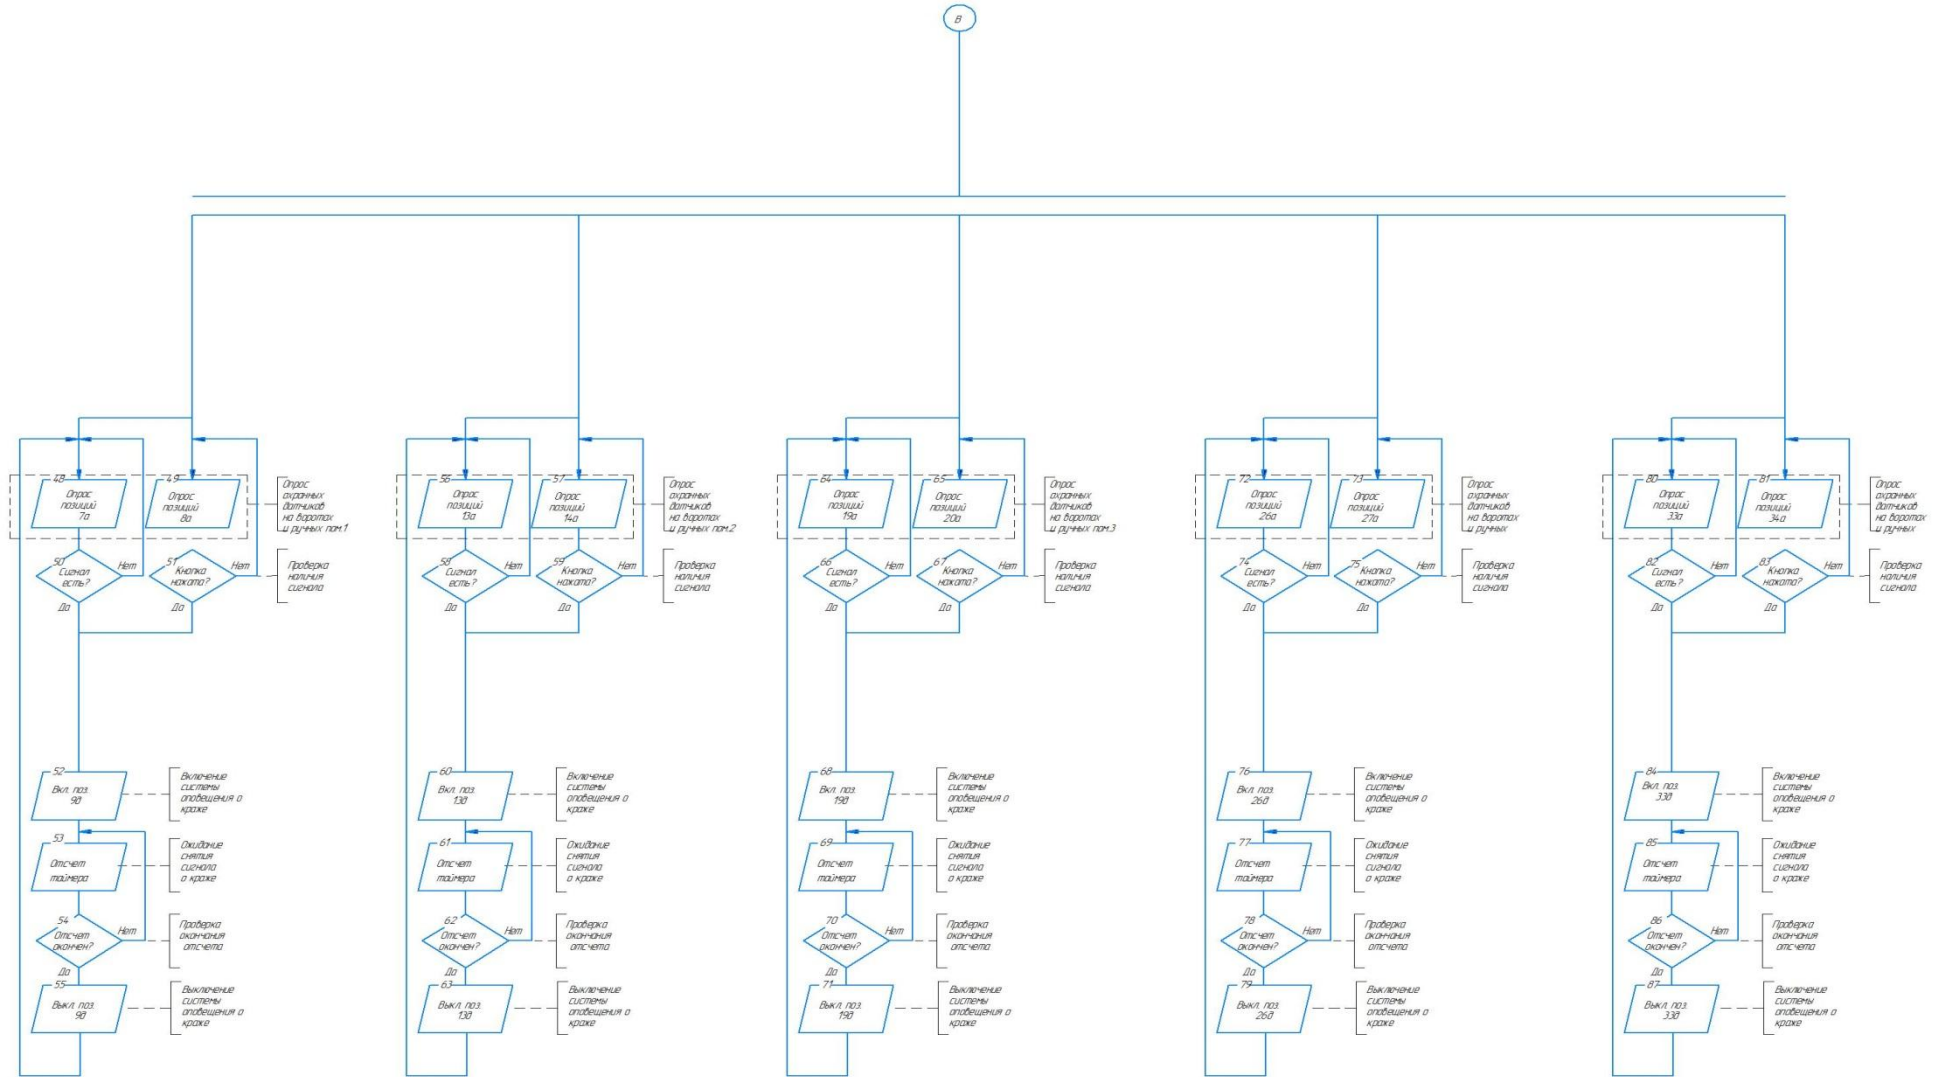 В
48
Опрос
позиций
7а
49
Опрос
позиций
8а
Опрос
охранных
датчиков
на воротах
и ручных пом.1
50
Сигнал
есть?
Нет
Да
51
Кнопка
нажата?
Нет
Да
Проверка
наличия
сигнала
52
Вкл. поз.
9д
Включение
системы
оповещения о
краже
53
Отсчет
таймера
Ожидание
снятия
сигнала
о краже
54
Отсчет
окончен?
Нет
Да
Проверка
окончания
отсчета
55
Выкл. поз.
9д
Выключение
системы
оповещения о
краже
56
Опрос
позиций
13а
57
Опрос
позиций
14а
Опрос
охранных
датчиков
на воротах
и ручных пом.2
58
Сигнал
есть?
Нет
Да
59
Кнопка
нажата?
Нет
Да
Проверка
наличия
сигнала
60
Вкл. поз.
13д
Включение
системы
оповещения о
краже
61
Отсчет
таймера
Ожидание
снятия
сигнала
о краже
62
Отсчет
окончен?
Нет
Да
Проверка
окончания
отсчета
63
Выкл. поз.
13д
Выключение
системы
оповещения о
краже
64
Опрос
позиций
19а
65
Опрос
позиций
20а
Опрос
охранных
датчиков
на воротах
и ручных пом.3
66
Сигнал
есть?
Нет
Да
67
Кнопка
нажата?
Нет
Да
Проверка
наличия
сигнала
68
Вкл. поз.
19д
Включение
системы
оповещения о
краже
69
Отсчет
таймера
Ожидание
снятия
сигнала
о краже
70
Отсчет
окончен?
Нет
Да
Проверка
окончания
отсчета
71
Выкл. поз.
19д
Выключение
системы
оповещения о
краже
72
Опрос
позиций
26а
73
Опрос
позиций
27а
Опрос
охранных
датчиков
на воротах
и ручных
74
Сигнал
есть?
Нет
Да
75
Кнопка
нажата?
Нет
Да
Проверка
наличия
сигнала
76
Вкл. поз.
26д
Включение
системы
оповещения о
краже
77
Отсчет
таймера
Ожидание
снятия
сигнала
о краже
78
Отсчет
окончен?
Нет
Да
Проверка
окончания
отсчета
79
Выкл. поз.
26д
Выключение
системы
оповещения о
краже
80
Опрос
позиций
33а
81
Опрос
позиций
34а
Опрос
охранных
датчиков
на воротах
и ручных
82
Сигнал
есть?
Нет
Да
83
Кнопка
нажата?
Нет
Да
Проверка
наличия
сигнала
84
Вкл. поз.
33д
Включение
системы
оповещения о
краже
85
Отсчет
таймера
Ожидание
снятия
сигнала
о краже
86
Отсчет
окончен?
Нет
Да
Проверка
окончания
отсчета
87
Выкл. поз.
33д
Выключение
системы
оповещения о
краже